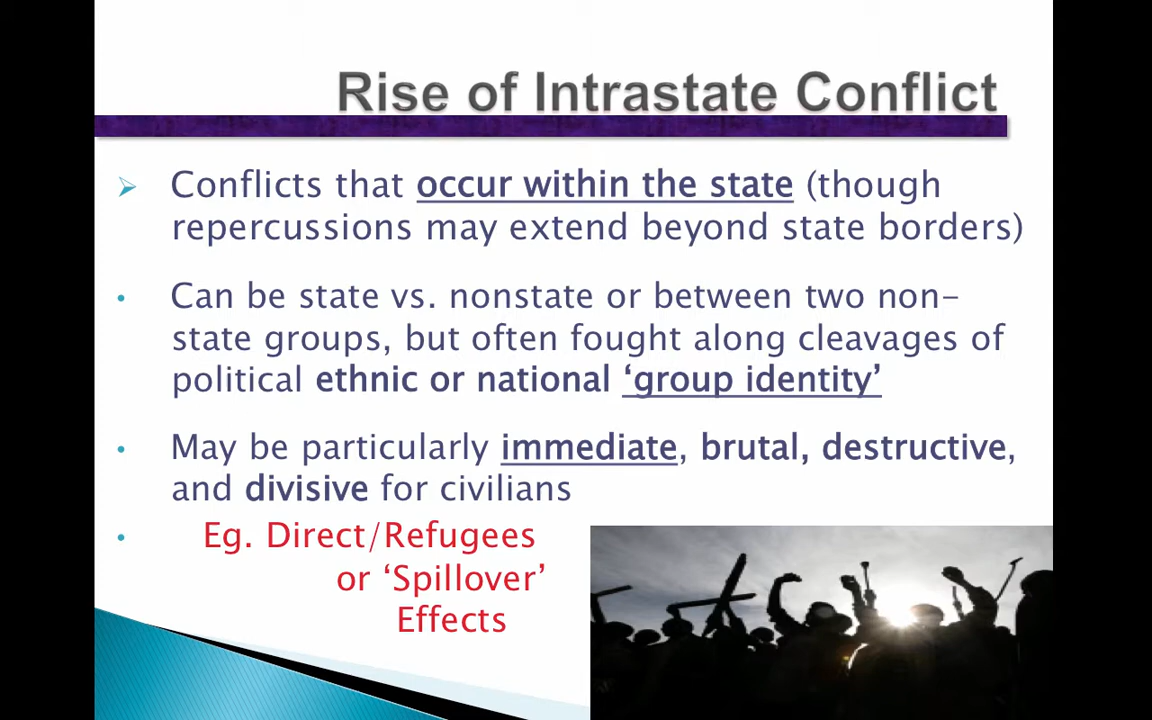 Rise of Intrastate Conflict
Conflicts that occur within the state (though
repercussions may extend beyond state borders)
Can be state vs. nonstate or between two non-
state groups, but often fought along cleavages of
political ethnic or national ‘group identity’
May be particularly immediate, brutal, destructive,
and divisive for civilians
Eg. Direct/Refugees
or ‘Spillover’
Effects